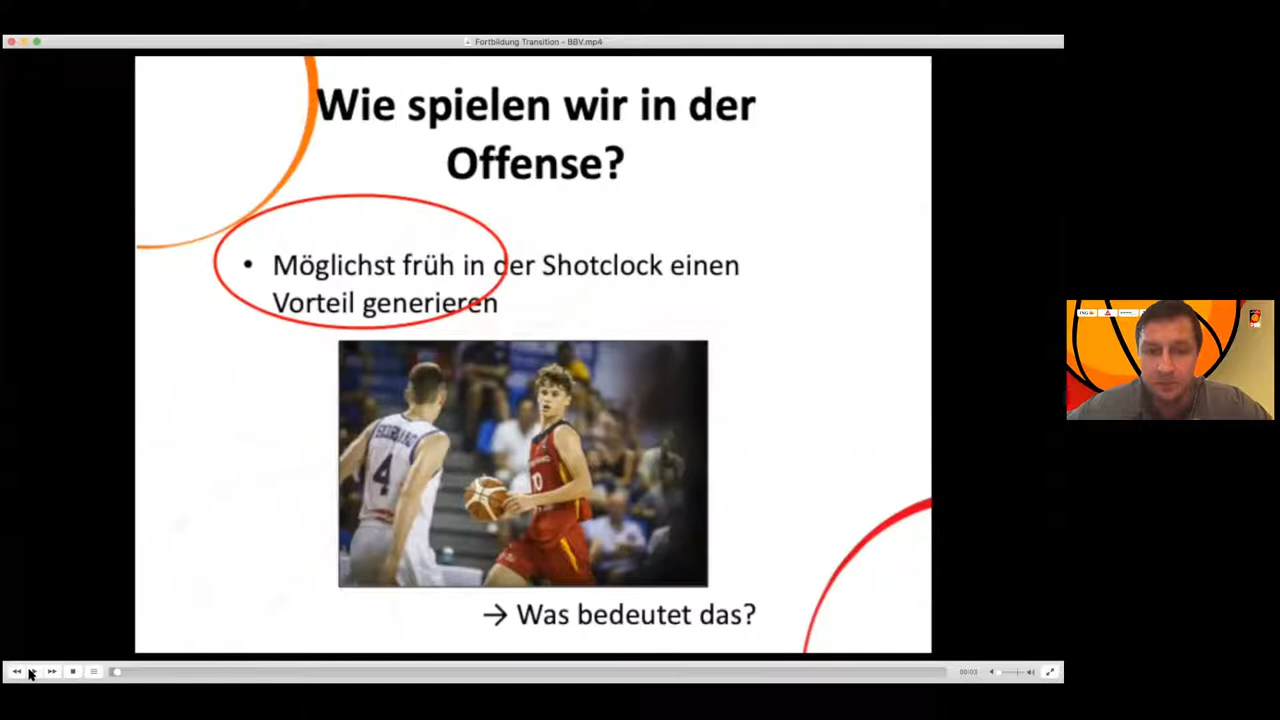 Fortbildung Transition - BBV.mp4
Wie spielen wir in der
Offense?
• Möglichst früh in der Shotclock einen
Vorteil generieren
4
10
→ Was bedeutet das?
ING
00:03